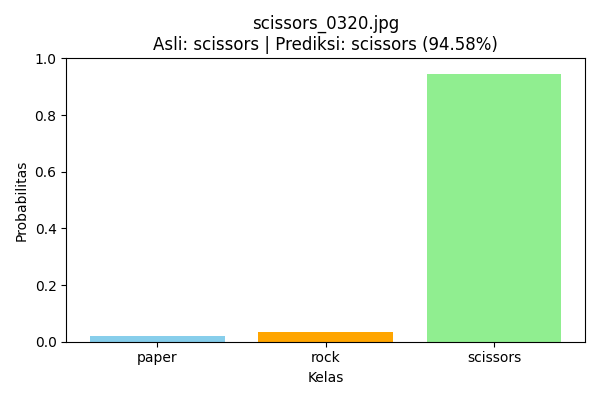 scissors_0320.jpg
Asli: scissors | Prediksi: scissors (94.58%)
1.0
0.8
0.6
0.4
0.2
0.0
Probabilitas
paper rock scissors
Kelas